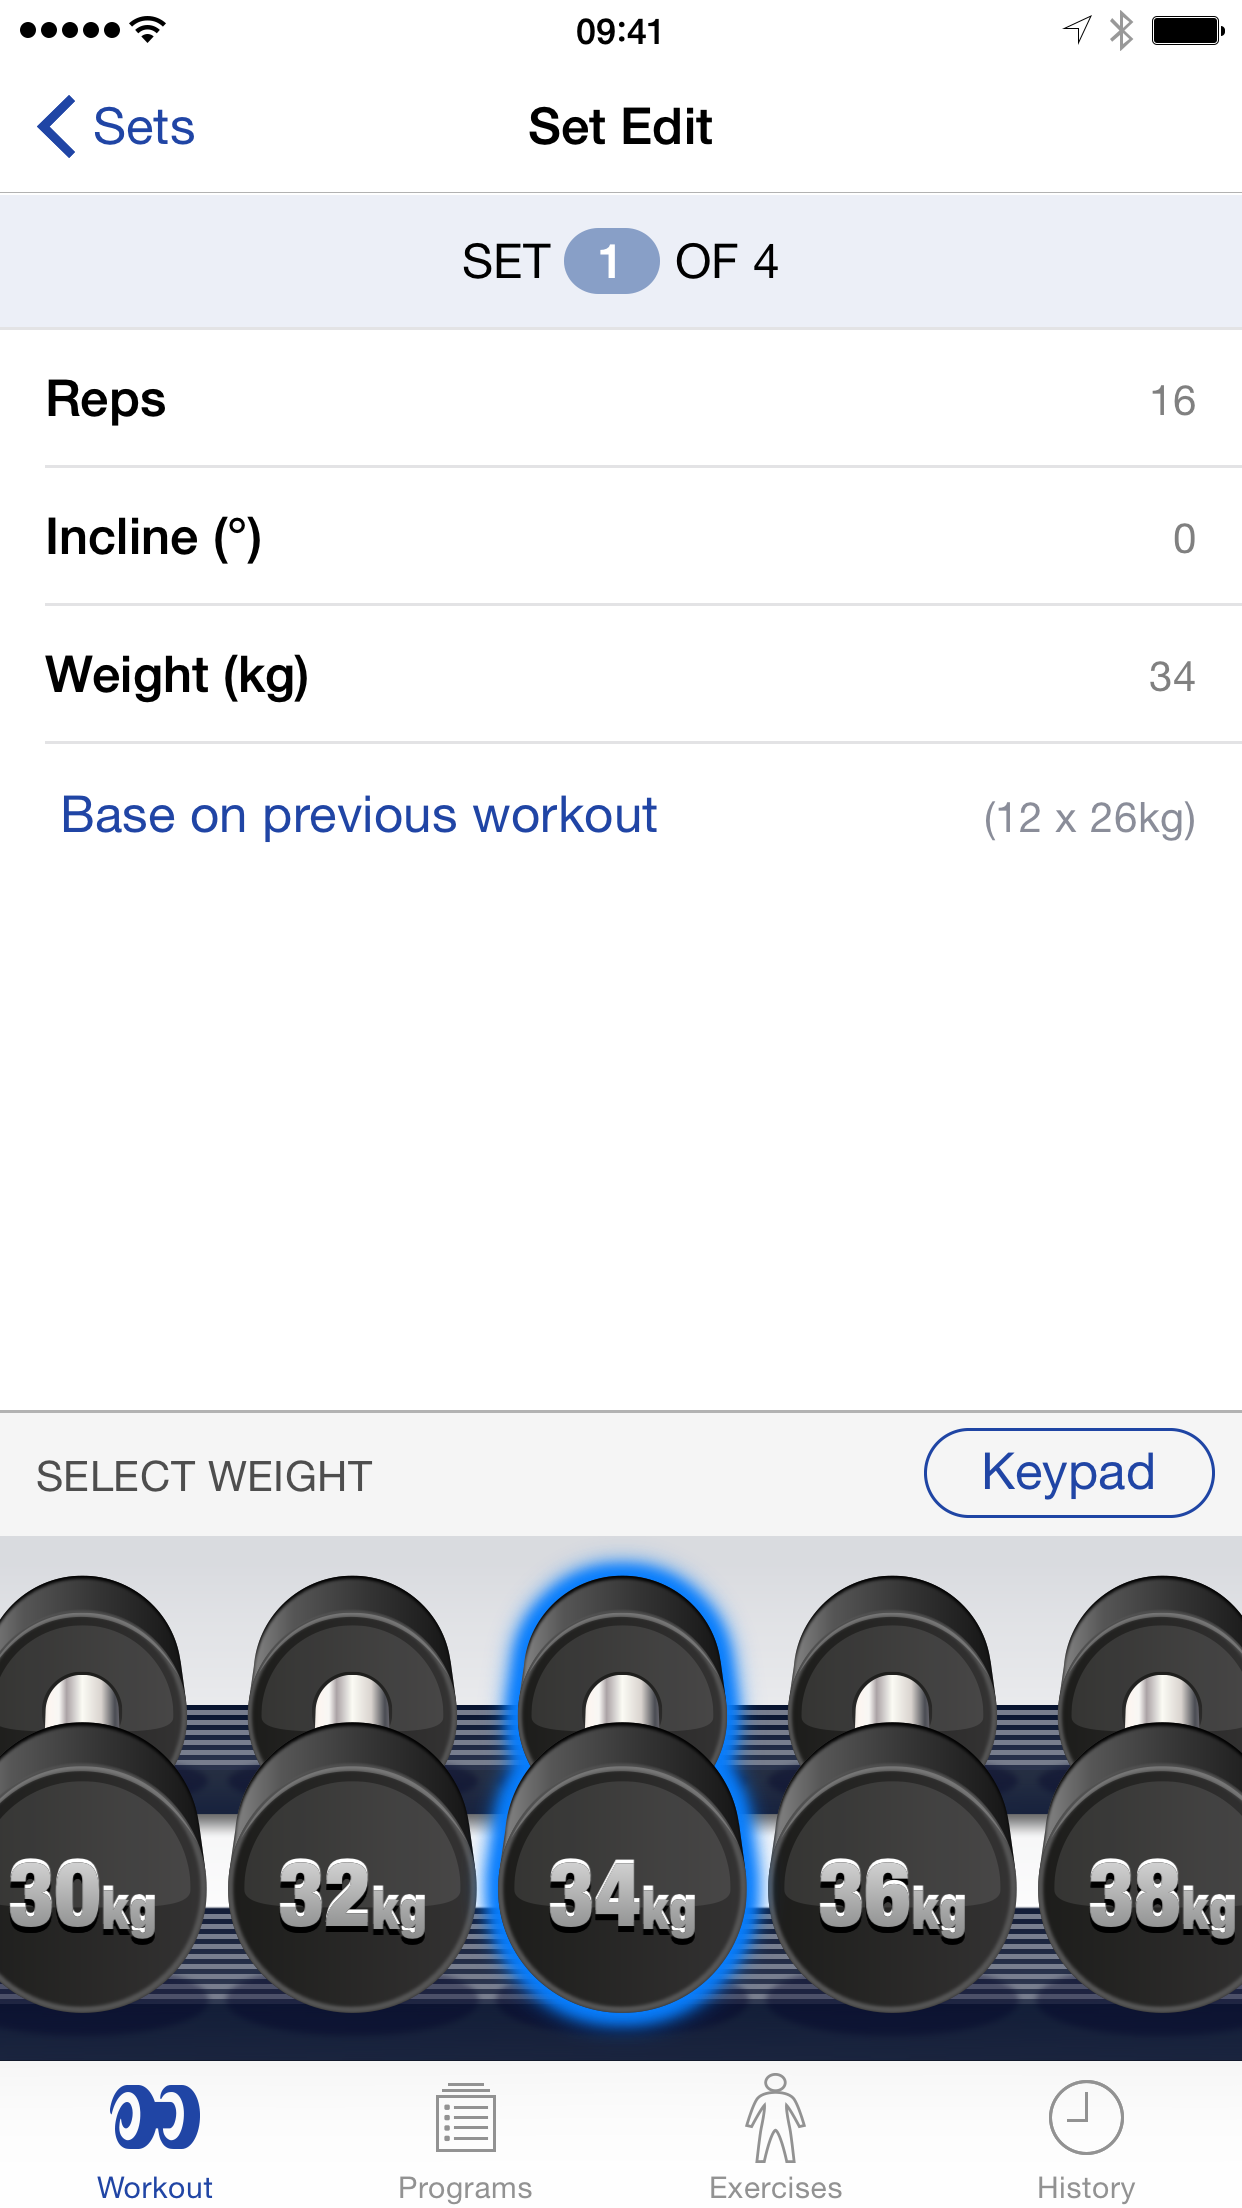 09:41
Sets
Set Edit
SET 1 OF 4
Reps 16
Incline (°) 0
Weight (kg) 34
Base on previous workout (12 x 26kg)
SELECT WEIGHT Keypad
30kg 32kg 34kg 36kg 38kg
Workout Programs Exercises History